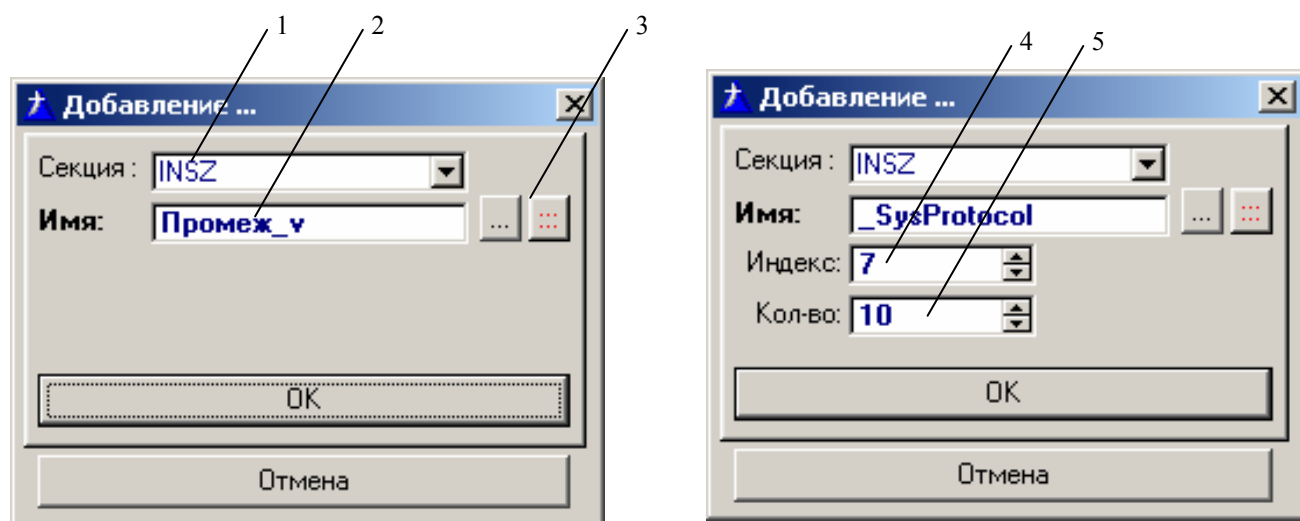 1 2 3
Добавление ...
Секция : INSZ
Имя: Промеж_v ... :::
OK
Отмена
4 5
Добавление ...
Секция : INSZ
Имя: _SysProtocol ... :::
Индекс: 7
Кол-во: 10
OK
Отмена